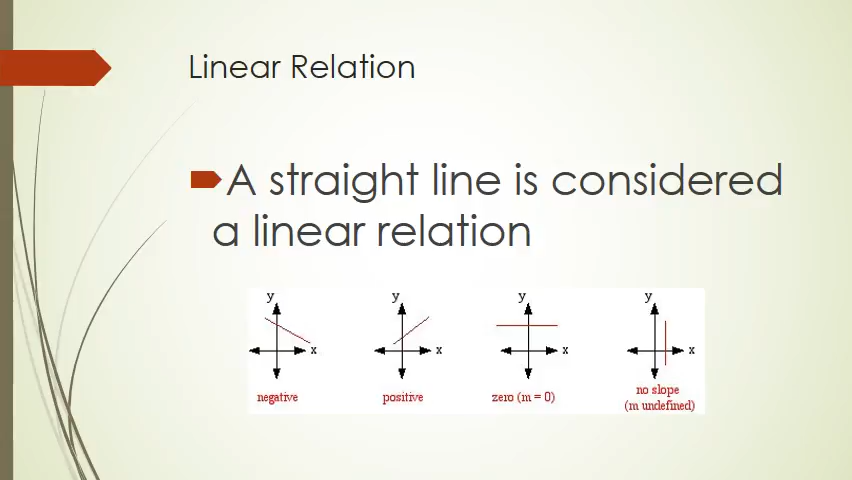 Linear Relation
A straight line is considered
a linear relation
y y y y
x x x x
negative positive zero (m = 0) no slope
(m undefined)